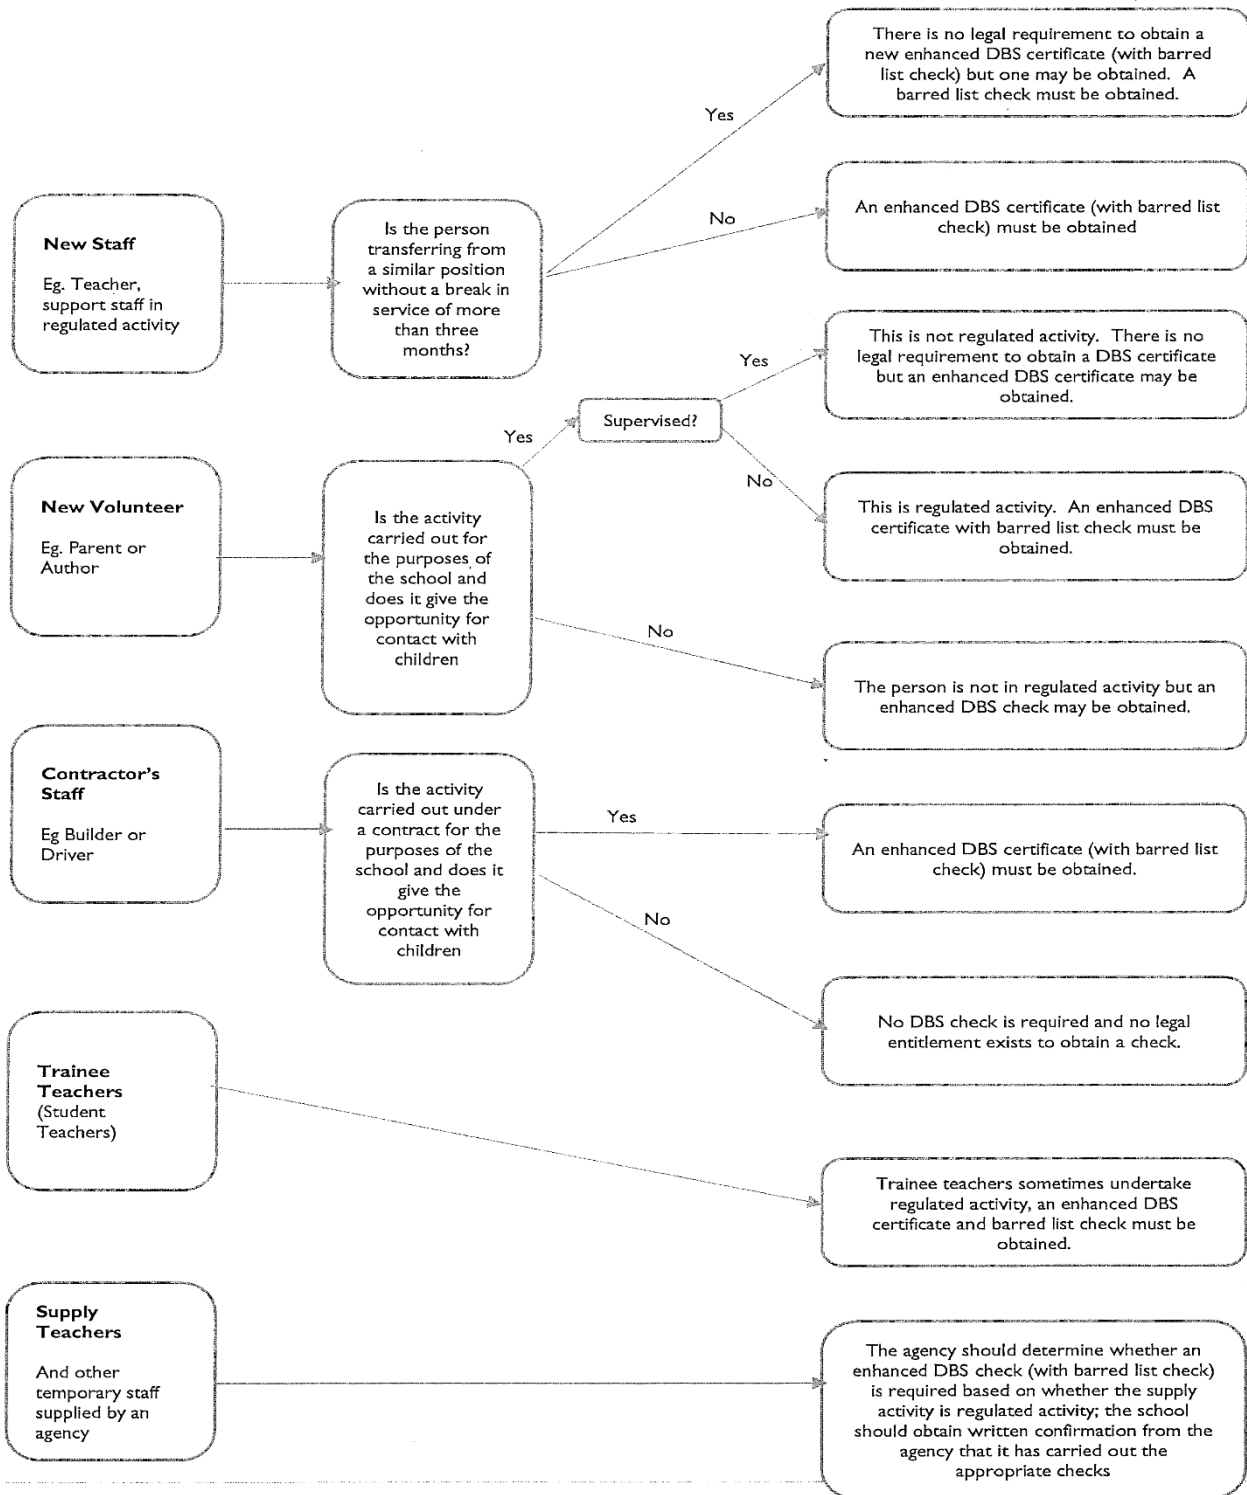 There is no legal requirement to obtain a
new enhanced DBS certificate (with barred
list check) but one may be obtained. A
barred list check must be obtained.
Yes
No
New Staff
Eg. Teacher,
support staff in
regulated activity
Is the person
transferring from
a similar position
without a break in
service of more
than three
months?
An enhanced DBS certificate (with barred list
check) must be obtained
This is not regulated activity. There is no
legal requirement to obtain a DBS certificate
but an enhanced DBS certificate may be
obtained.
Yes
Supervised?
Yes
No
New Volunteer
Eg. Parent or
Author
Is the activity
carried out for
the purposes of
the school and
does it give the
opportunity for
contact with
children
This is regulated activity. An enhanced DBS
certificate with barred list check must be
obtained.
No
The person is not in regulated activity but an
enhanced DBS check may be obtained.
Contractor's
Staff
Eg Builder or
Driver
Is the activity
carried out under
a contract for the
purposes of the
school and does it
give the
opportunity for
contact with
children
Yes
An enhanced DBS certificate (with barred list
check) must be obtained.
No
No DBS check is required and no legal
entitlement exists to obtain a check.
Trainee
Teachers
(Student
Teachers)
Trainee teachers sometimes undertake
regulated activity, an enhanced DBS
certificate and barred list check must be
obtained.
Supply
Teachers
And other
temporary staff
supplied by an
agency
The agency should determine whether an
enhanced DBS check (with barred list check)
is required based on whether the supply
activity is regulated activity; the school
should obtain written confirmation from the
agency that it has carried out the
appropriate checks